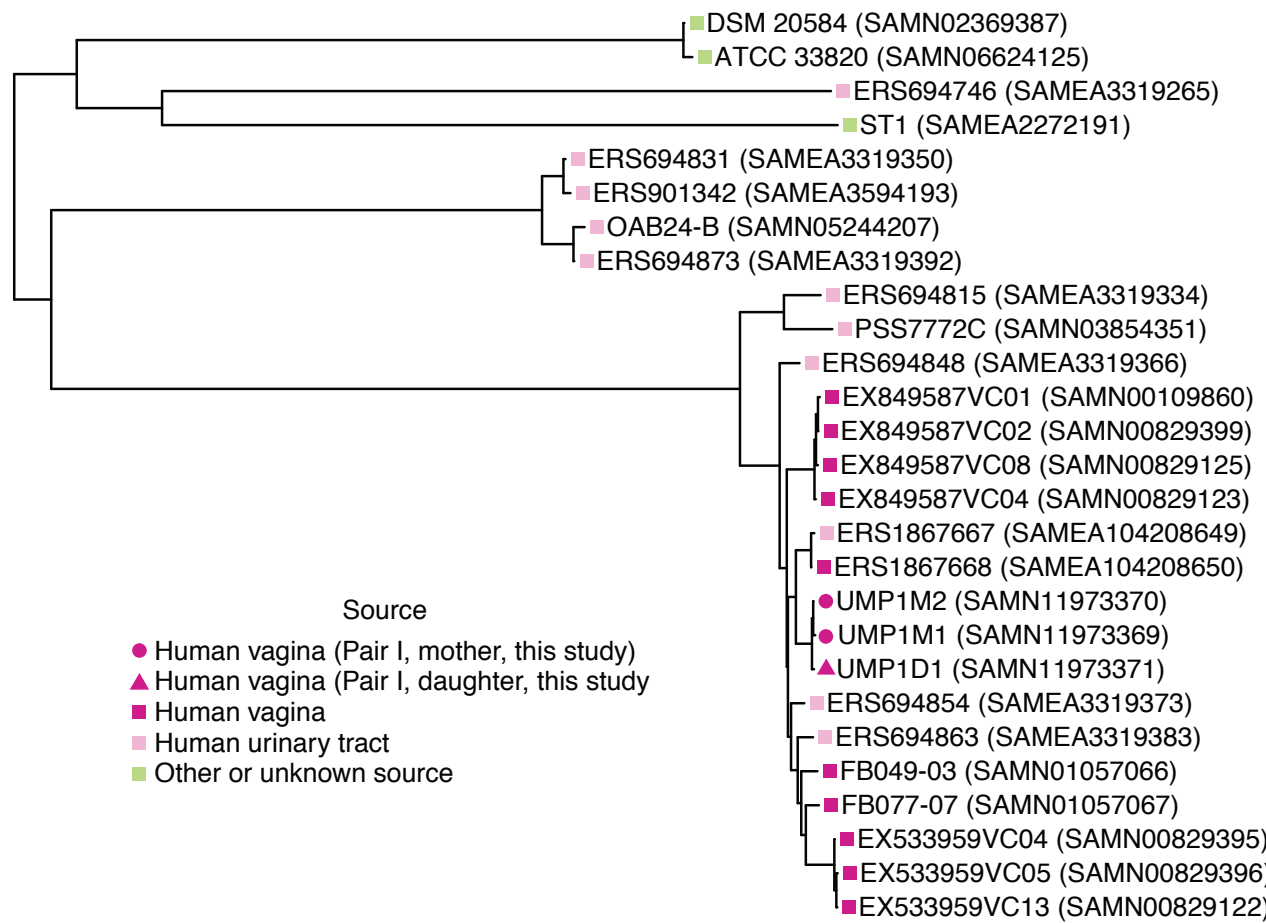 DSM 20584 (SAMN02369387)
ATCC 33820 (SAMN06624125)
ERS694746 (SAMEA3319265)
ST1 (SAMEA2272191)
ERS694831 (SAMEA3319350)
ERS901342 (SAMEA3594193)
OAB24-B (SAMN05244207)
ERS694873 (SAMEA3319392)
ERS694815 (SAMEA3319334)
PSS7772C (SAMN03854351)
ERS694848 (SAMEA3319366)
EX849587VC01 (SAMN00109860)
EX849587VC02 (SAMN00829399)
EX849587VC08 (SAMN00829125)
EX849587VC04 (SAMN00829123)
ERS1867667 (SAMEA104208649)
ERS1867668 (SAMEA104208650)
UMP1M2 (SAMN11973370)
UMP1M1 (SAMN11973369)
UMP1D1 (SAMN11973371)
ERS694854 (SAMEA3319373)
ERS694863 (SAMEA3319383)
FB049-03 (SAMN01057066)
FB077-07 (SAMN01057067)
EX533959VC04 (SAMN00829395)
EX533959VC05 (SAMN00829396)
EX533959VC13 (SAMN00829122)
Source
Human vagina (Pair I, mother, this study)
Human vagina (Pair I, daughter, this study
Human vagina
Human urinary tract
Other or unknown source